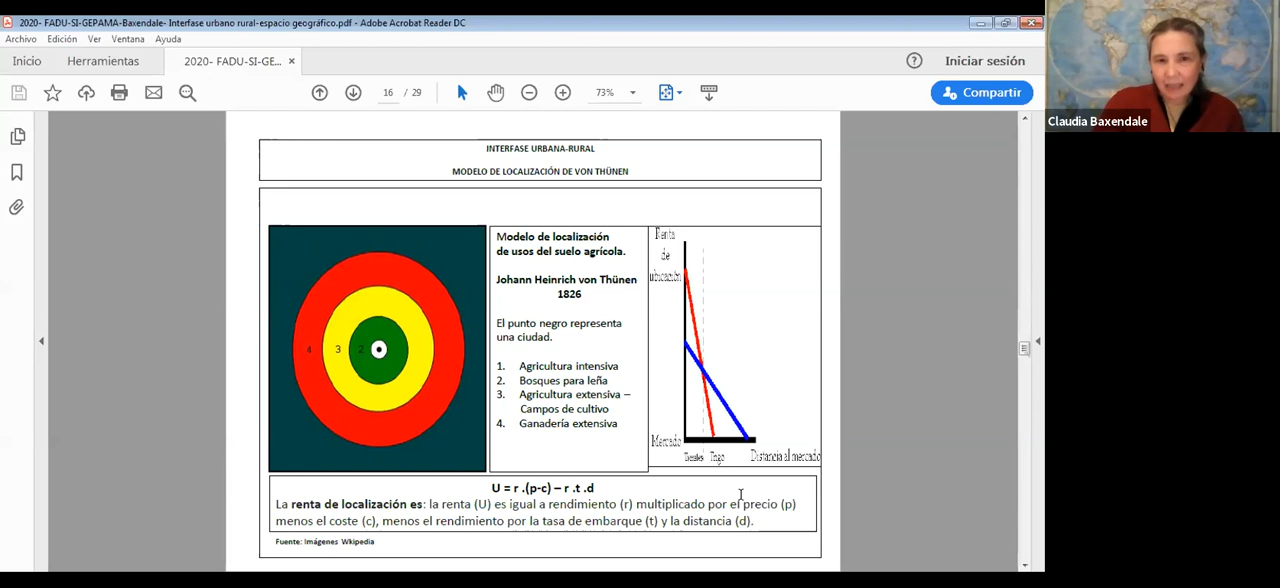 2020- FADU-SI-GEPAMA-Baxendale- Interfase urbano rural-espacio geográfico.pdf - Adobe Acrobat Reader DC
Archivo Edición Ver Ventana Ayuda
Inicio Herramientas 2020- FADU-SI-GE... × Iniciar sesión
16 / 29 73% Compartir
Claudia Baxendale
INTERFASE URBANA-RURAL
MODELO DE LOCALIZACIÓN DE VON THÜNEN
4 3 2
Modelo de localización
de usos del suelo agrícola.
Johann Heinrich von Thünen
1826
El punto negro representa
una ciudad.
1. Agricultura intensiva
2. Bosques para leña
3. Agricultura extensiva –
Campos de cultivo
4. Ganadería extensiva
Renta
de
ubicación
Mercado
Trigo Distancia al mercado
U = r .(p-c) – r .t .d
La renta de localización es: la renta (U) es igual a rendimiento (r) multiplicado por el precio (p)
menos el coste (c), menos el rendimiento por la tasa de embarque (t) y la distancia (d).
Fuente: Imágenes Wikipedia